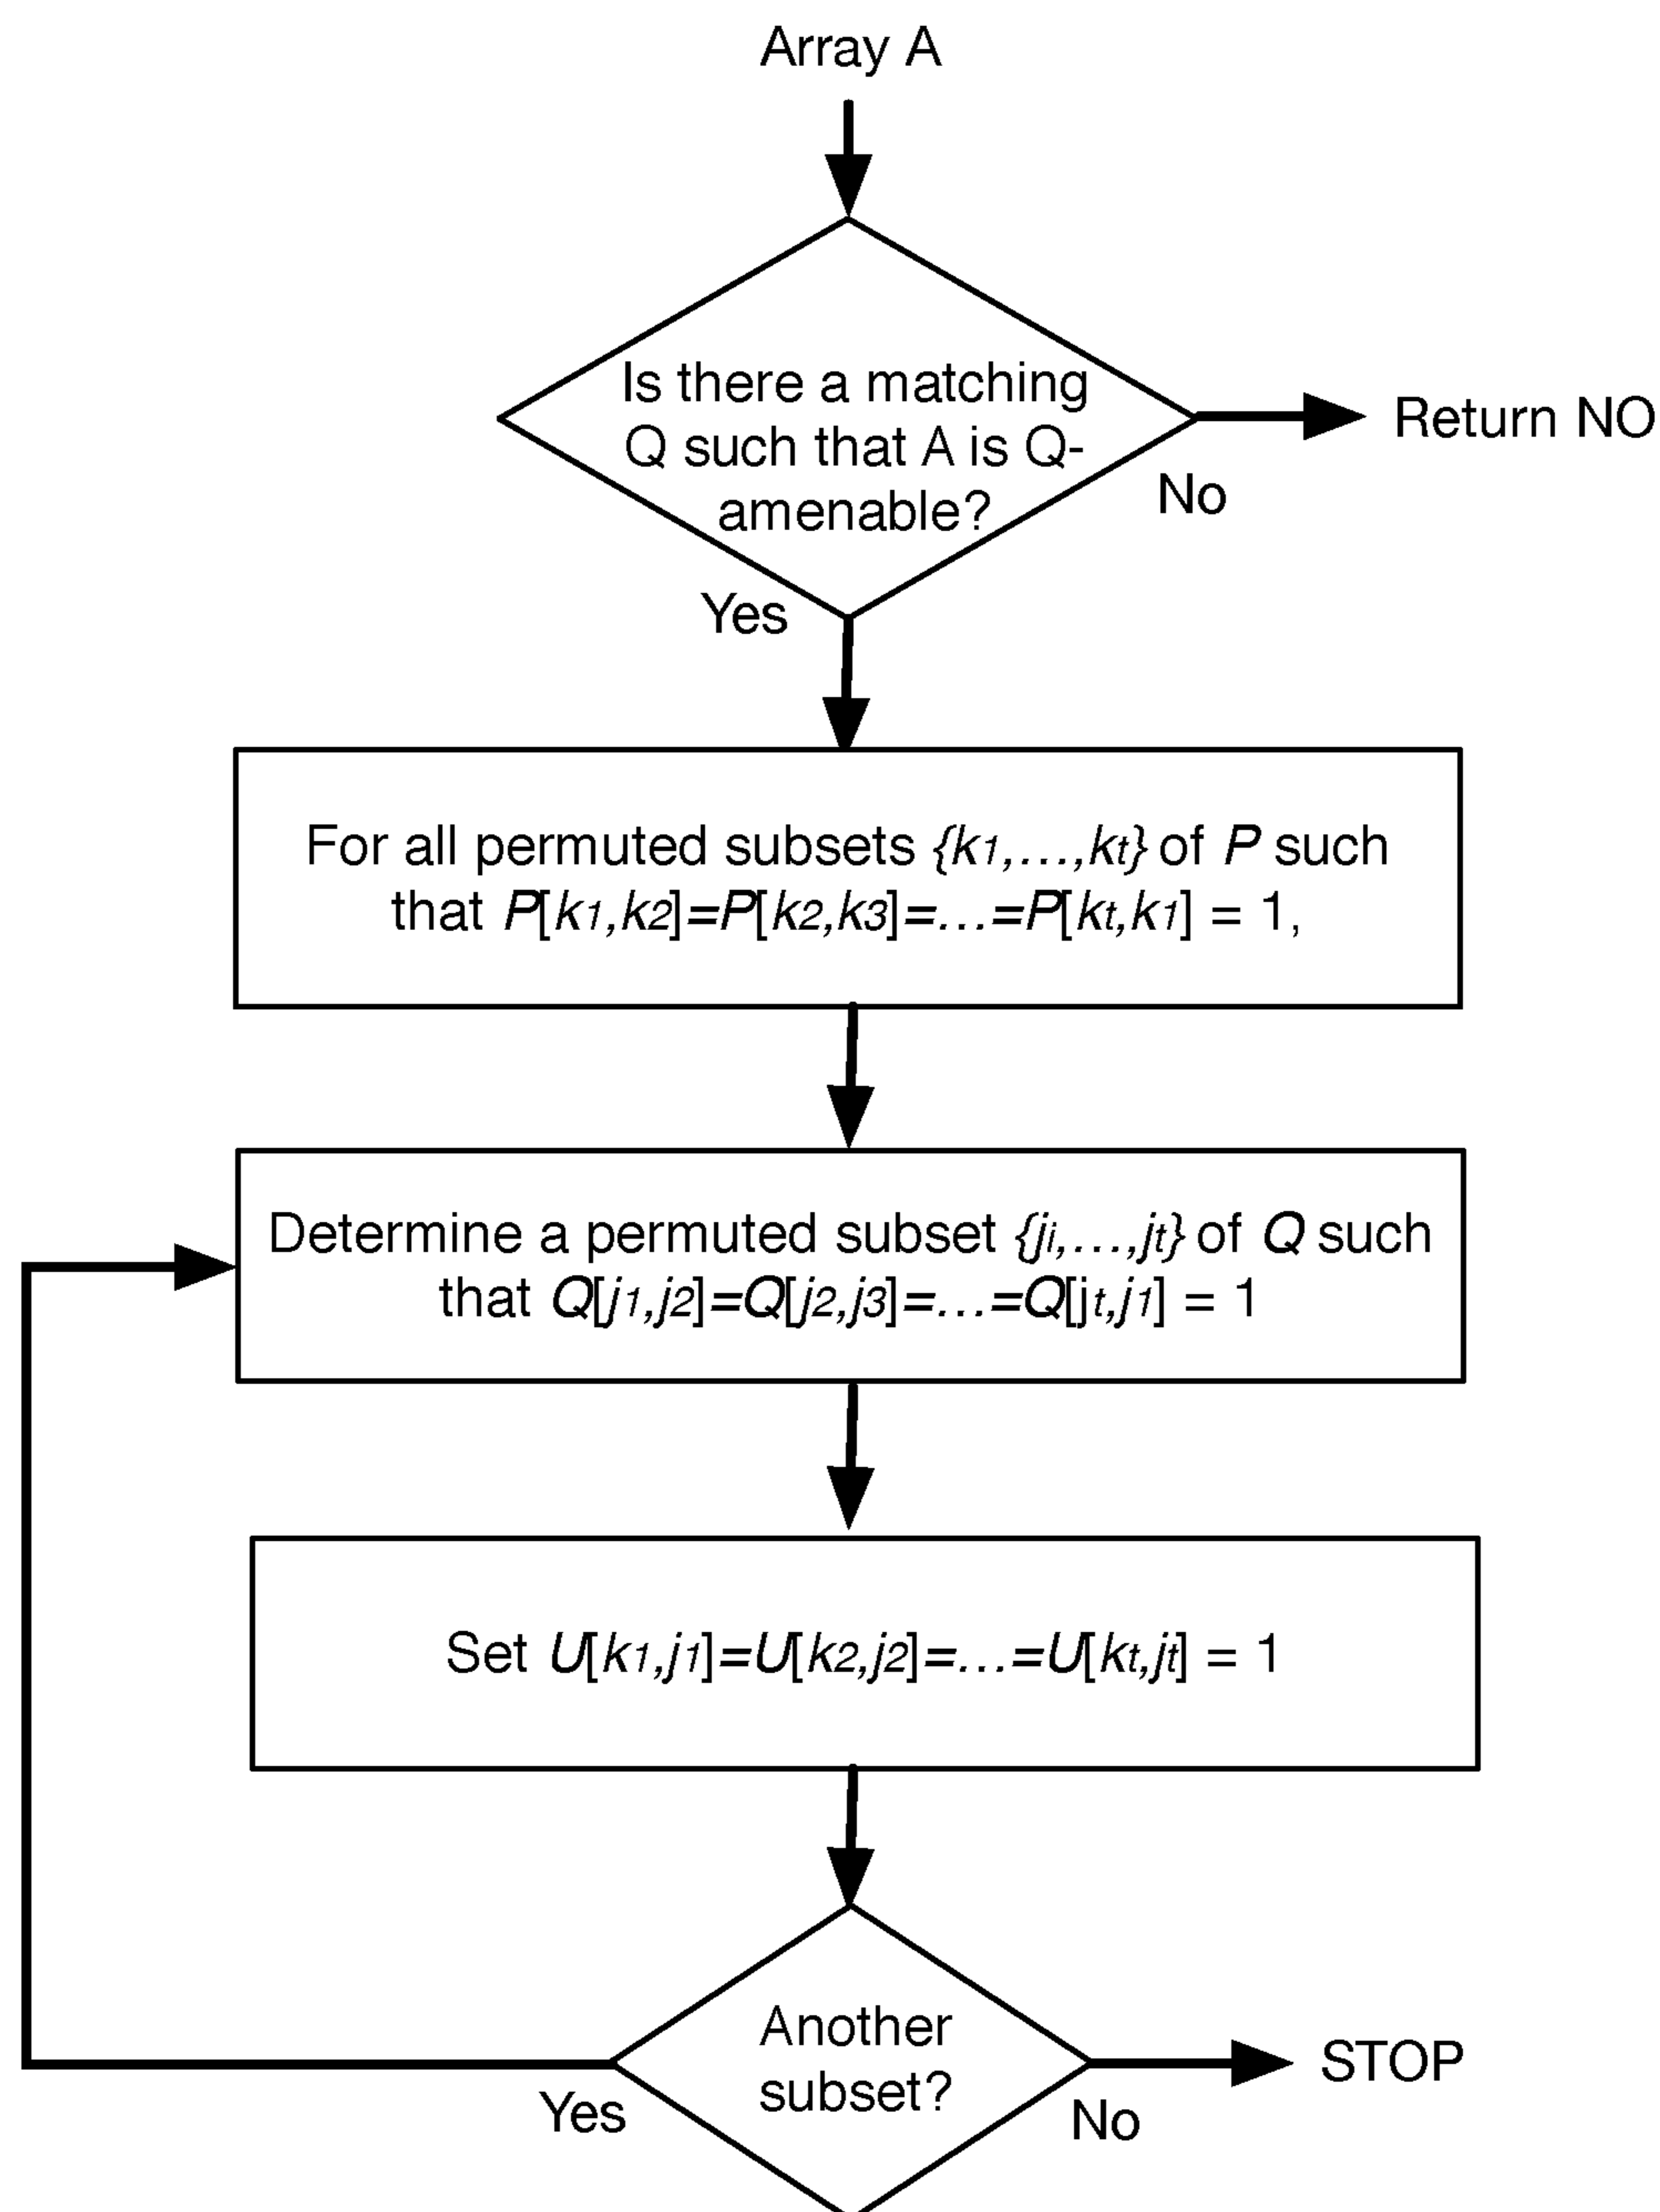 Array A
Is there a matching
Q such that A is Q-
amenable?
Return NO
No
Yes
For all permuted subsets {k1,...,kt} of P such
that P[k1,k2]=P[k2,k3]=...=P[kt,k1] = 1,
Determine a permuted subset {ji,...,jt} of Q such
that Q[j1,j2]=Q[j2,j3]=...=Q[jt,j1] = 1
Set U[k1,j1]=U[k2,j2]=...=U[kt,jt] = 1
Another
subset?
STOP
Yes
No